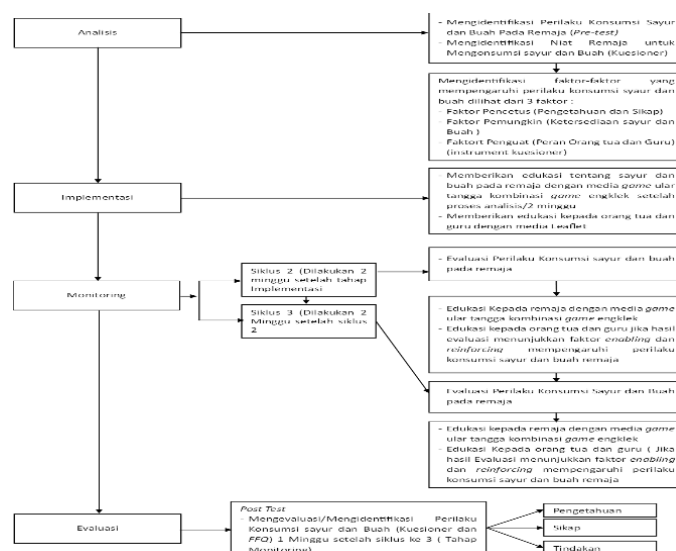 Analisis
- Mengidentifikasi Perilaku Konsumsi Sayur
dan Buah Pada Remaja (Pre-test)
- Mengidentifikasi Niat Remaja untuk
Mengonsumsi sayur dan Buah (Kuesioner)
Mengidentifikasi faktor-faktor yang
mempengaruhi perilaku konsumsi syaur dan
buah dilihat dari 3 faktor :
- Faktor Pencetus (Pengetahuan dan Sikap)
- Faktor Pemungkin (Ketersediaan sayur dan
Buah )
- Faktort Penguat (Peran Orang tua dan Guru)
(instrument kuesioner)
Implementasi
- Memberikan edukasi tentang sayur dan
buah pada remaja dengan media game ular
tangga kombinasi game engklek setelah
proses analisis/2 minggu
- Memberikan edukasi kepada orang tua dan
guru dengan media Leaflet
Monitoring
Siklus 2 (Dilakukan 2
minggu setelah tahap
Implementasi
- Evaluasi Perilaku Konsumsi sayur dan buah
pada remaja
Siklus 3 (Dilakukan 2
Minggu setelah siklus
2
- Edukasi Kepada remaja dengan media game
ular tangga kombinasi game engklek
- Edukasi kepada orang tua dan guru jika hasil
evaluasi menunjukkan faktor enabling dan
reinforcing mempengaruhi perilaku
konsumsi sayur dan buah remaja
- Evaluasi Perilaku Konsumsi Sayur dan Buah
pada remaja
- Edukasi kepada remaja dengan media game
ular tangga kombinasi game engklek
- Edukasi Kepada orang tua dan guru ( Jika
hasil Evaluasi menunjukkan faktor enabling
dan reinforcing mempengaruhi perilaku
konsumsi sayur dan buah remaja
Evaluasi
Post Test
- Mengevaluasi/Mengidentifikasi Perilaku
Konsumsi sayur dan Buah (Kuesioner dan
FFQ) 1 Minggu setelah siklus ke 3 ( Tahap
Monitoring)
Pengetahuan
Sikap
Tindakan